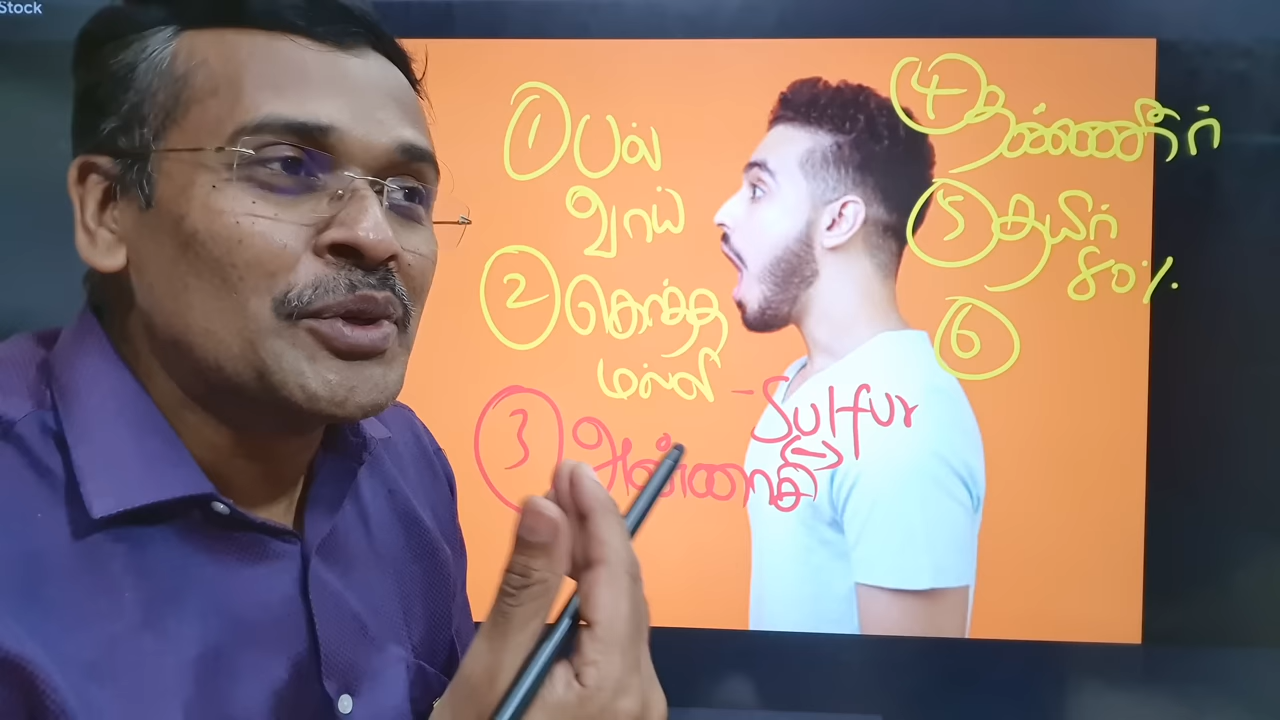 Stock
① பல்
வாய்
② கொத்த
மல்லி - Sulfur
③ அன்னாசி →
④ தண்ணீர்
⑤ தயிர்
80%
⑥